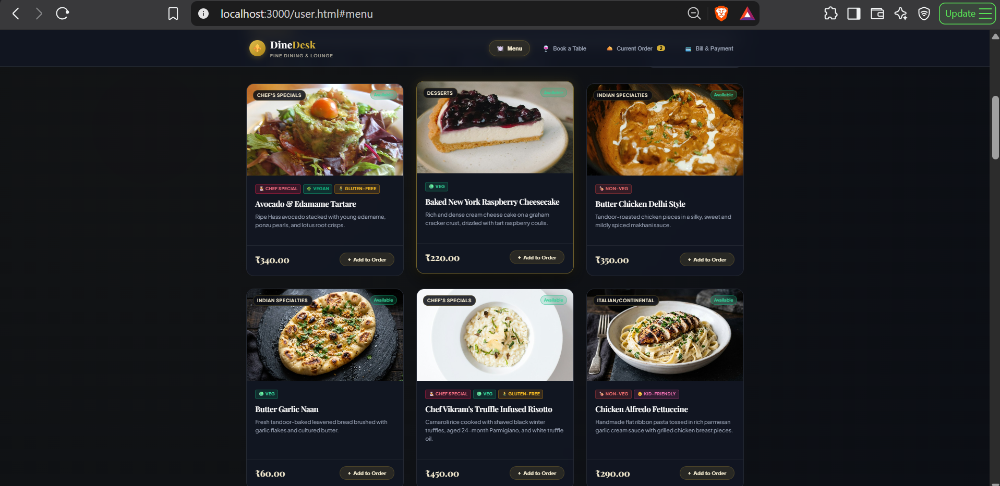 localhost:3000/user.html#menu
Update
DineDesk
FINE DINING & LOUNGE
Menu
Book a Table
Current Order 2
Bill & Payment
CHEF'S SPECIALS
Available
CHEF SPECIAL
VEGAN
GLUTEN-FREE
Avocado & Edamame Tartare
Ripe Hass avocado stacked with young edamame,
ponzu pearls, and lotus root crisps.
₹340.00
+ Add to Order
DESSERTS
Available
VEG
Baked New York Raspberry Cheesecake
Rich and dense cream cheese cake on a graham
cracker crust, drizzled with tart raspberry coulis.
₹220.00
+ Add to Order
INDIAN SPECIALTIES
Available
NON-VEG
Butter Chicken Delhi Style
Tandoor-roasted chicken pieces in a silky, sweet and
mildly spiced makhani sauce.
₹350.00
+ Add to Order
INDIAN SPECIALTIES
Available
VEG
Butter Garlic Naan
Fresh tandoor-baked leavened bread brushed with
garlic flakes and cultured butter.
₹60.00
+ Add to Order
CHEF'S SPECIALS
Available
CHEF SPECIAL
VEG
GLUTEN-FREE
Chef Vikram's Truffle Infused Risotto
Carnaroli rice cooked with shaved black winter
truffles, aged 24-month Parmigiano, and white truffle
oil.
₹450.00
+ Add to Order
ITALIAN/CONTINENTAL
Available
NON-VEG
KID-FRIENDLY
Chicken Alfredo Fettuccine
Handmade flat ribbon pasta tossed in rich parmesan
garlic cream sauce with grilled chicken breast pieces.
₹290.00
+ Add to Order